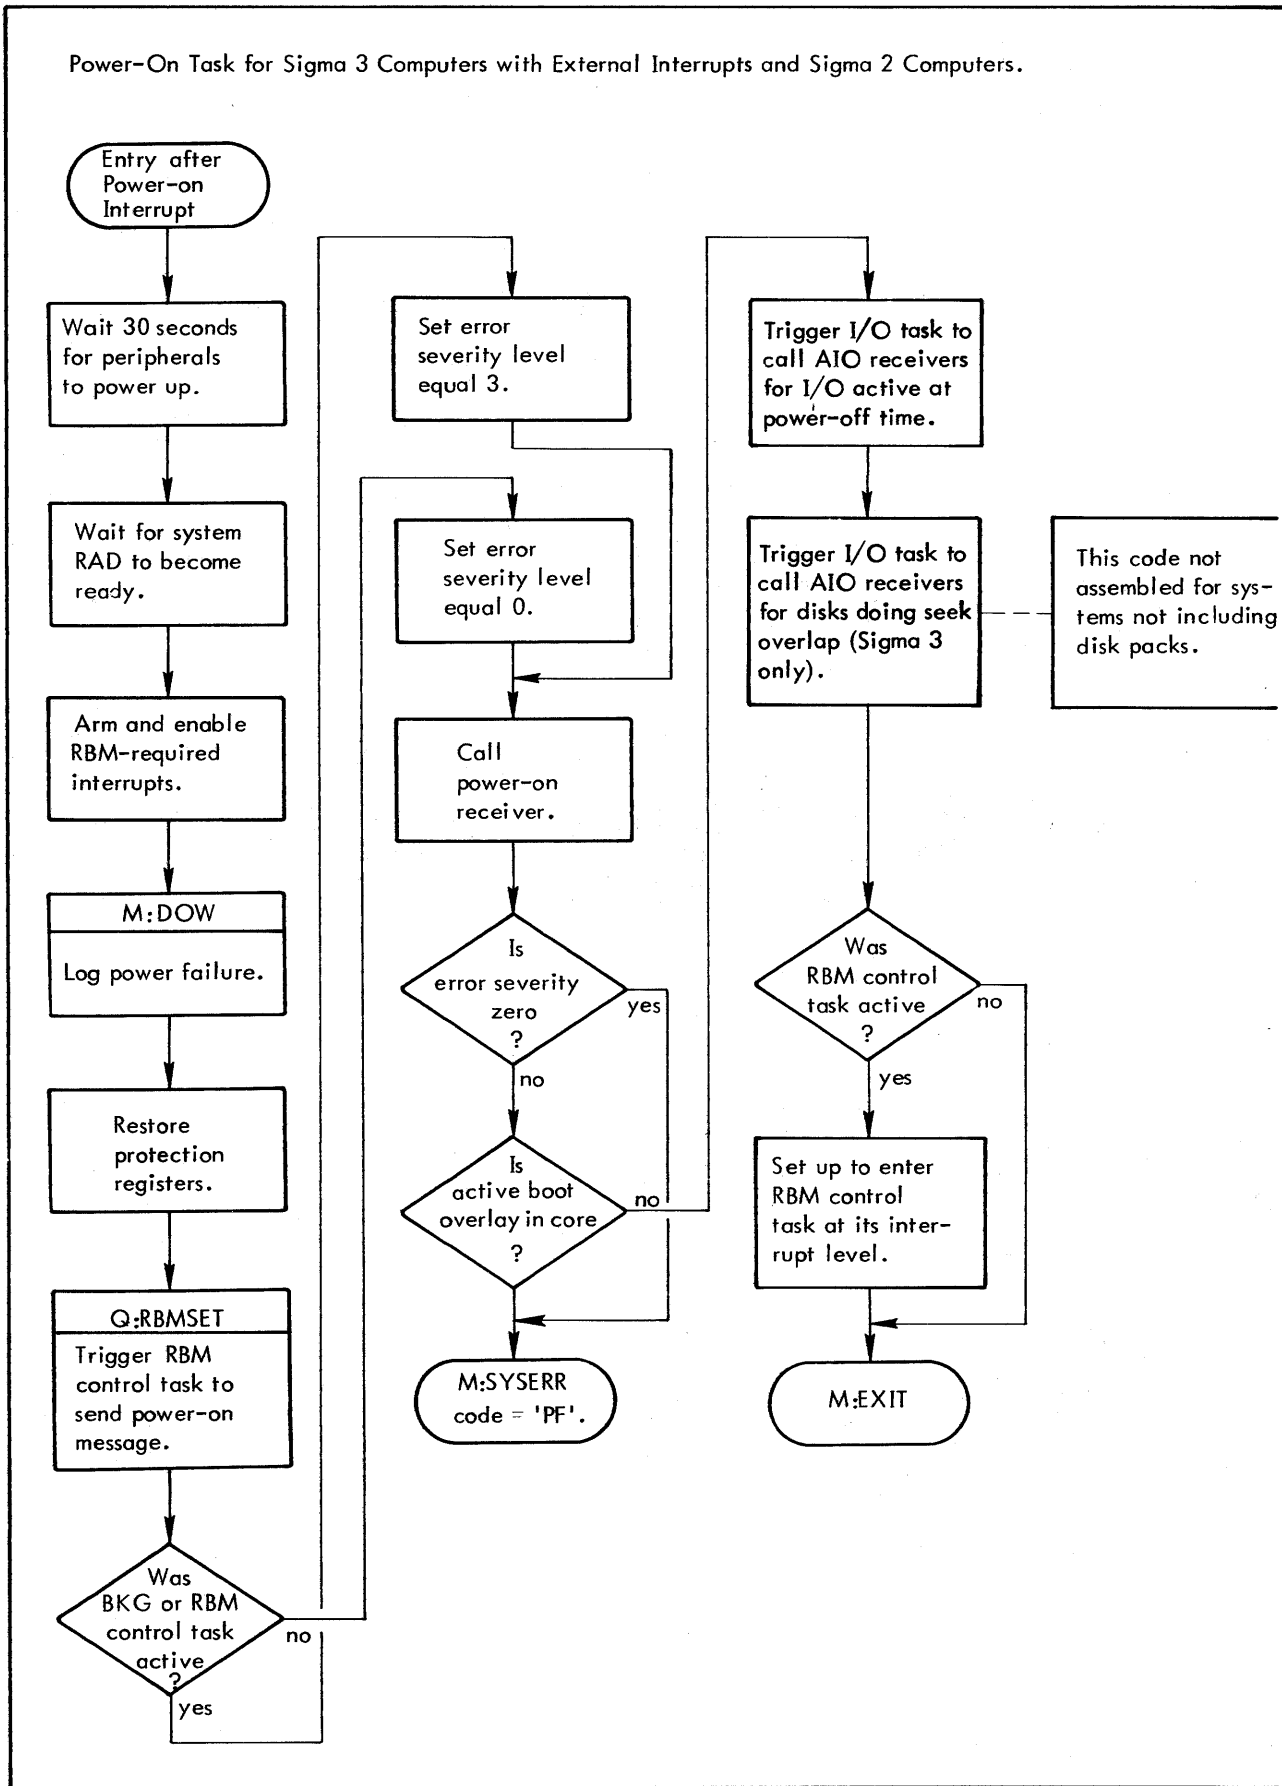 Power-On Task for Sigma 3 Computers with External Interrupts and Sigma 2 Computers.
Entry after
Power-on
Interrupt
Wait 30 seconds
for peripherals
to power up.
Wait for system
RAD to become
ready.
Arm and enable
RBM-required
interrupts.
M:DOW
Log power failure.
Restore
protection
registers.
Q:RBMSET
Trigger RBM
control task to
send power-on
message.
Was
BKG or RBM
control task
active
?
no
yes
Set error
severity level
equal 3.
Set error
severity level
equal 0.
Call
power-on
receiver.
Is
error severity
zero
?
yes
no
Is
active boot
overlay in core
?
no
M:SYSERR
code = 'PF'.
Trigger I/O task to
call AIO receivers
for I/O active at
power-off time.
Trigger I/O task to
call AIO receivers
for disks doing seek
overlap (Sigma 3
only).
This code not
assembled for sys-
tems not including
disk packs.
Was
RBM control
task active
?
no
yes
Set up to enter
RBM control
task at its inter-
rupt level.
M:EXIT